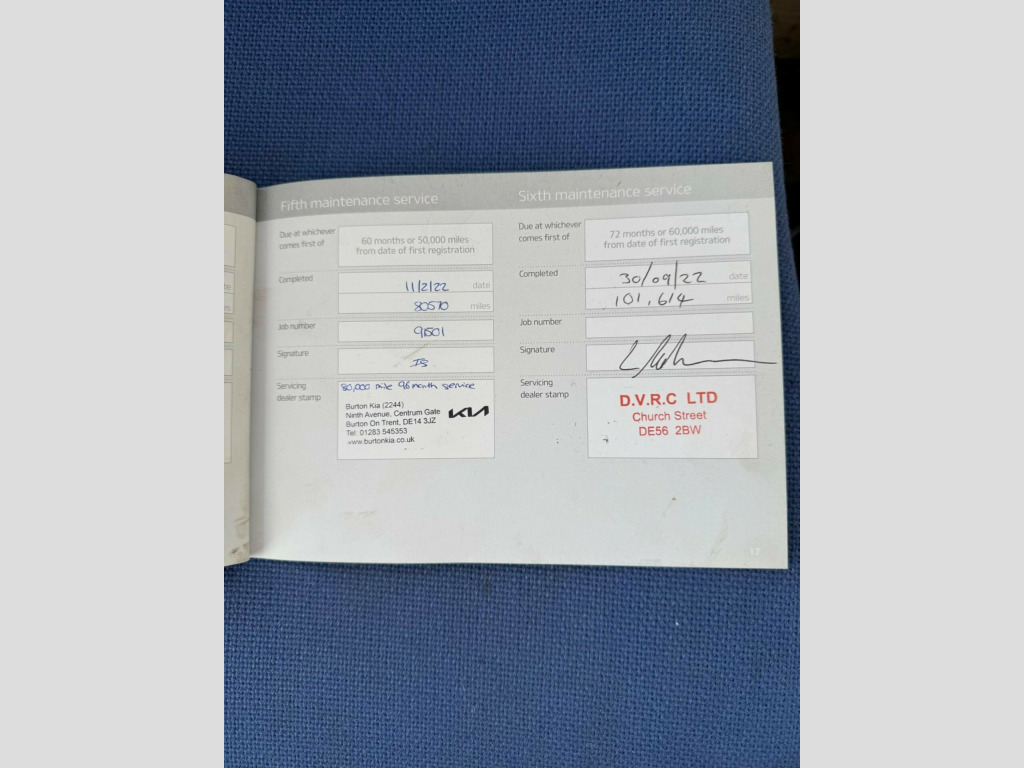 Fifth maintenance service
Due at whichever
comes first of
60 months or 50,000 miles
from date of first registration
Completed
11/2/22 date
80570 miles
Job number
91501
Signature
IS
Servicing
dealer stamp
80,000 mile 96 month service
Burton Kia (2244)
Ninth Avenue, Centrum Gate
Burton On Trent, DE14 3JZ
Tel: 01283 545353
www.burtonkia.co.uk
KIA
Sixth maintenance service
Due at whichever
comes first of
72 months or 60,000 miles
from date of first registration
Completed
30/09/22 date
101,614 miles
Job number
Signature
Servicing
dealer stamp
D.V.R.C LTD
Church Street
DE56 2BW
17